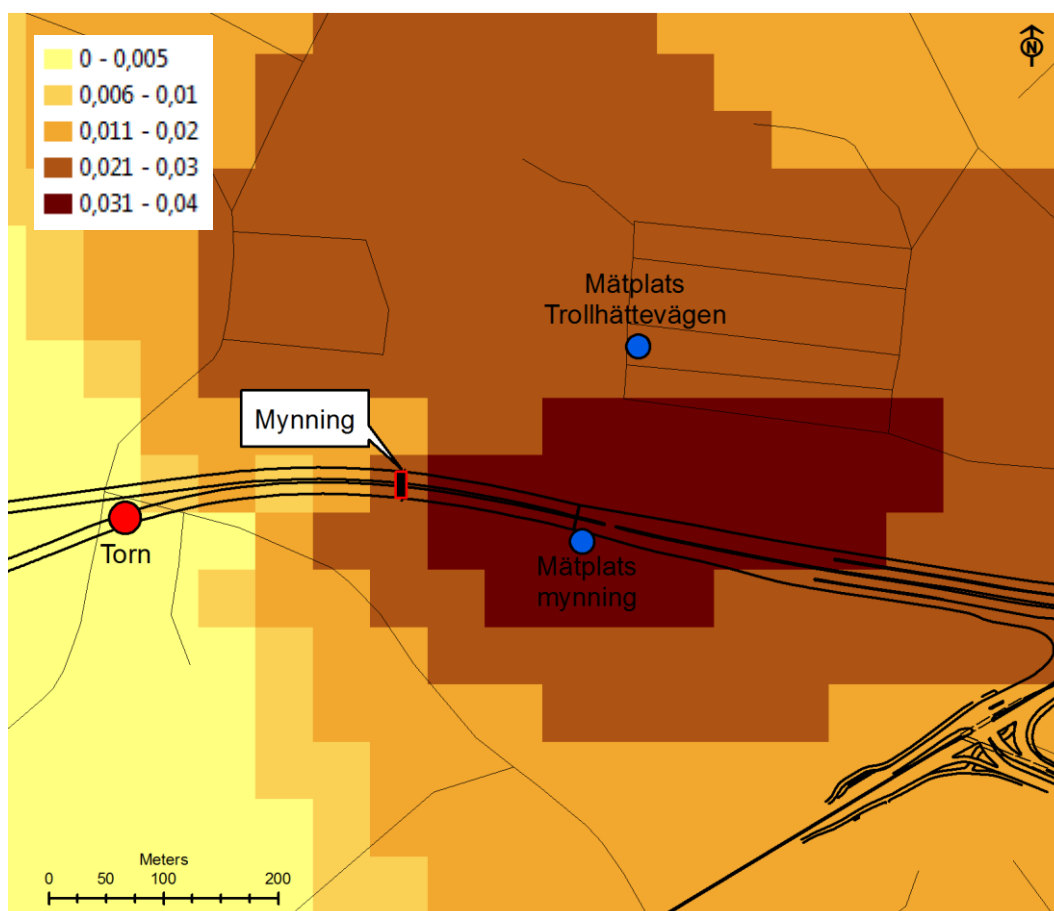 0 - 0,005
0,006 - 0,01
0,011 - 0,02
0,021 - 0,03
0,031 - 0,04
N
Mätplats
Trollhättevägen
Mynning
Torn
Mätplats
mynning
Meters
0 50 100 200